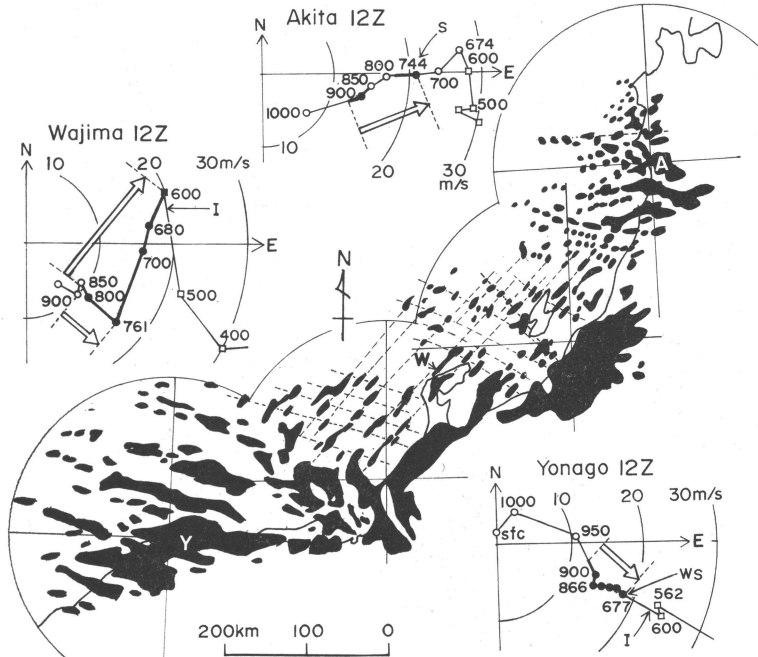 Akita 12Z
N
S
674
600
E
800
744
850
700
900
1000
500
10
20
30
m/s
Wajima 12Z
N
10
20
30m/s
600
I
680
E
700
850
900
800
500
761
400
N
A
W
Y
Yonago 12Z
N
1000
10
20
30m/s
sfc
950
E
900
WS
866
562
677
600
I
200km
100
0